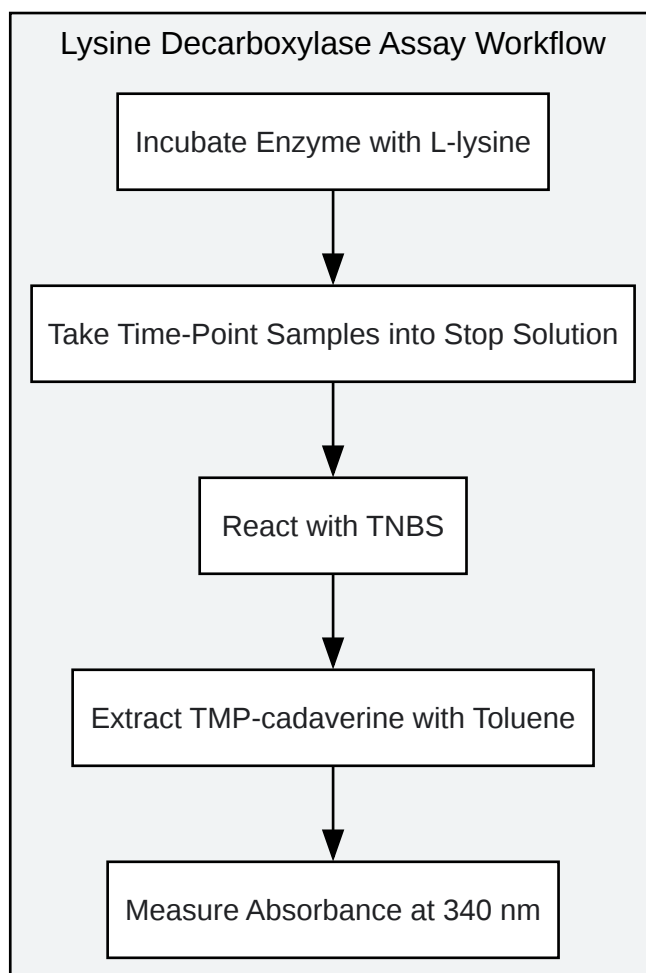 Lysine Decarboxylase Assay Workflow
Incubate Enzyme with L-lysine
Take Time-Point Samples into Stop Solution
React with TNBS
Extract TMP-cadaverine with Toluene
Measure Absorbance at 340 nm